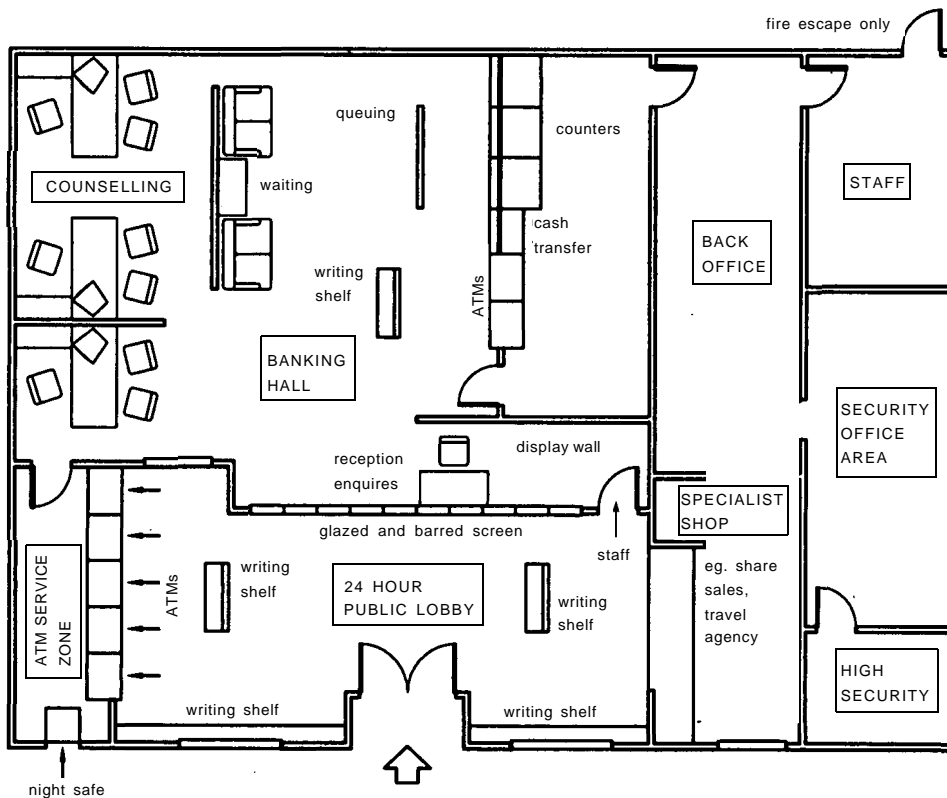 fire escape only
queuing
counters
COUNSELLING
waiting
STAFF
cash
transfer
BACK
OFFICE
writing
shelf
ATMs
BANKING
HALL
SECURITY
OFFICE
AREA
display wall
reception
enquires
SPECIALIST
SHOP
glazed and barred screen
staff
eg. share
sales,
travel
agency
writing
shelf
24 HOUR
PUBLIC LOBBY
writing
shelf
ATMs
ATM SERVICE
ZONE
HIGH
SECURITY
writing shelf
writing shelf
night safe